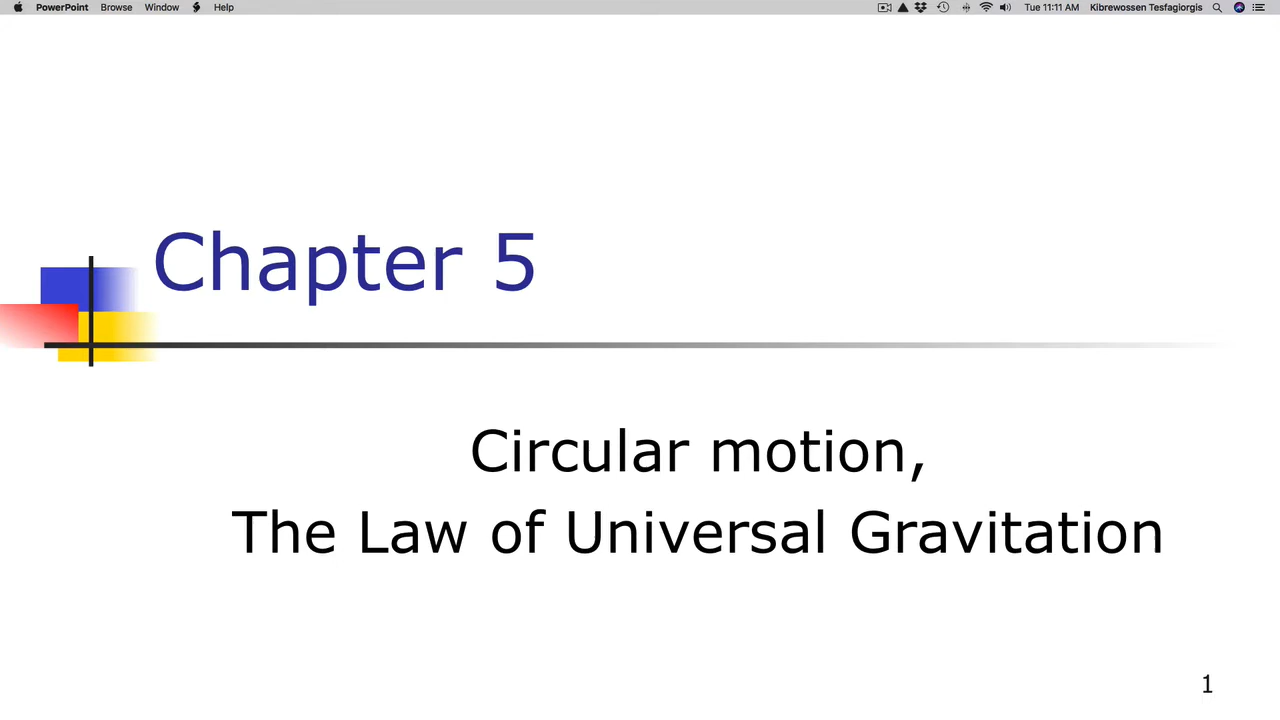 PowerPoint Browse Window Help Tue 11:11 AM Kibrewossen Tesfagiorgis
Chapter 5
Circular motion,
The Law of Universal Gravitation
1